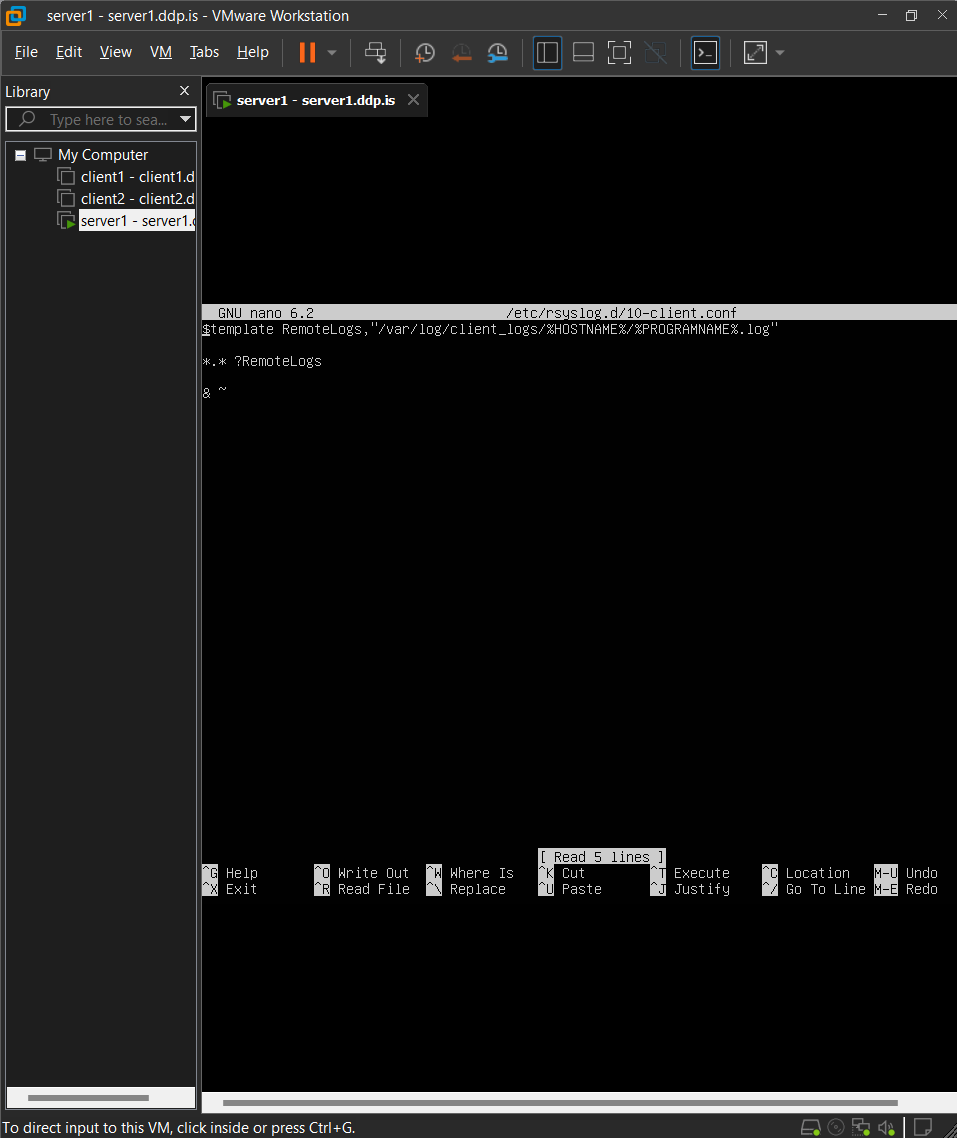 server1 - server1.ddp.is - VMware Workstation
File Edit View VM Tabs Help
Library
Type here to sea...
My Computer
client1 - client1.d
client2 - client2.d
server1 - server1.
server1 - server1.ddp.is
GNU nano 6.2 /etc/rsyslog.d/10-client.conf
$template RemoteLogs,"/var/log/client_logs/%HOSTNAME%/%PROGRAMNAME%.log"
*.* ?RemoteLogs
& ~
[ Read 5 lines ]
^G Help ^O Write Out ^W Where Is ^K Cut ^T Execute ^C Location M-U Undo
^X Exit ^R Read File ^\ Replace ^U Paste ^J Justify ^/ Go To Line M-E Redo
To direct input to this VM, click inside or press Ctrl+G.